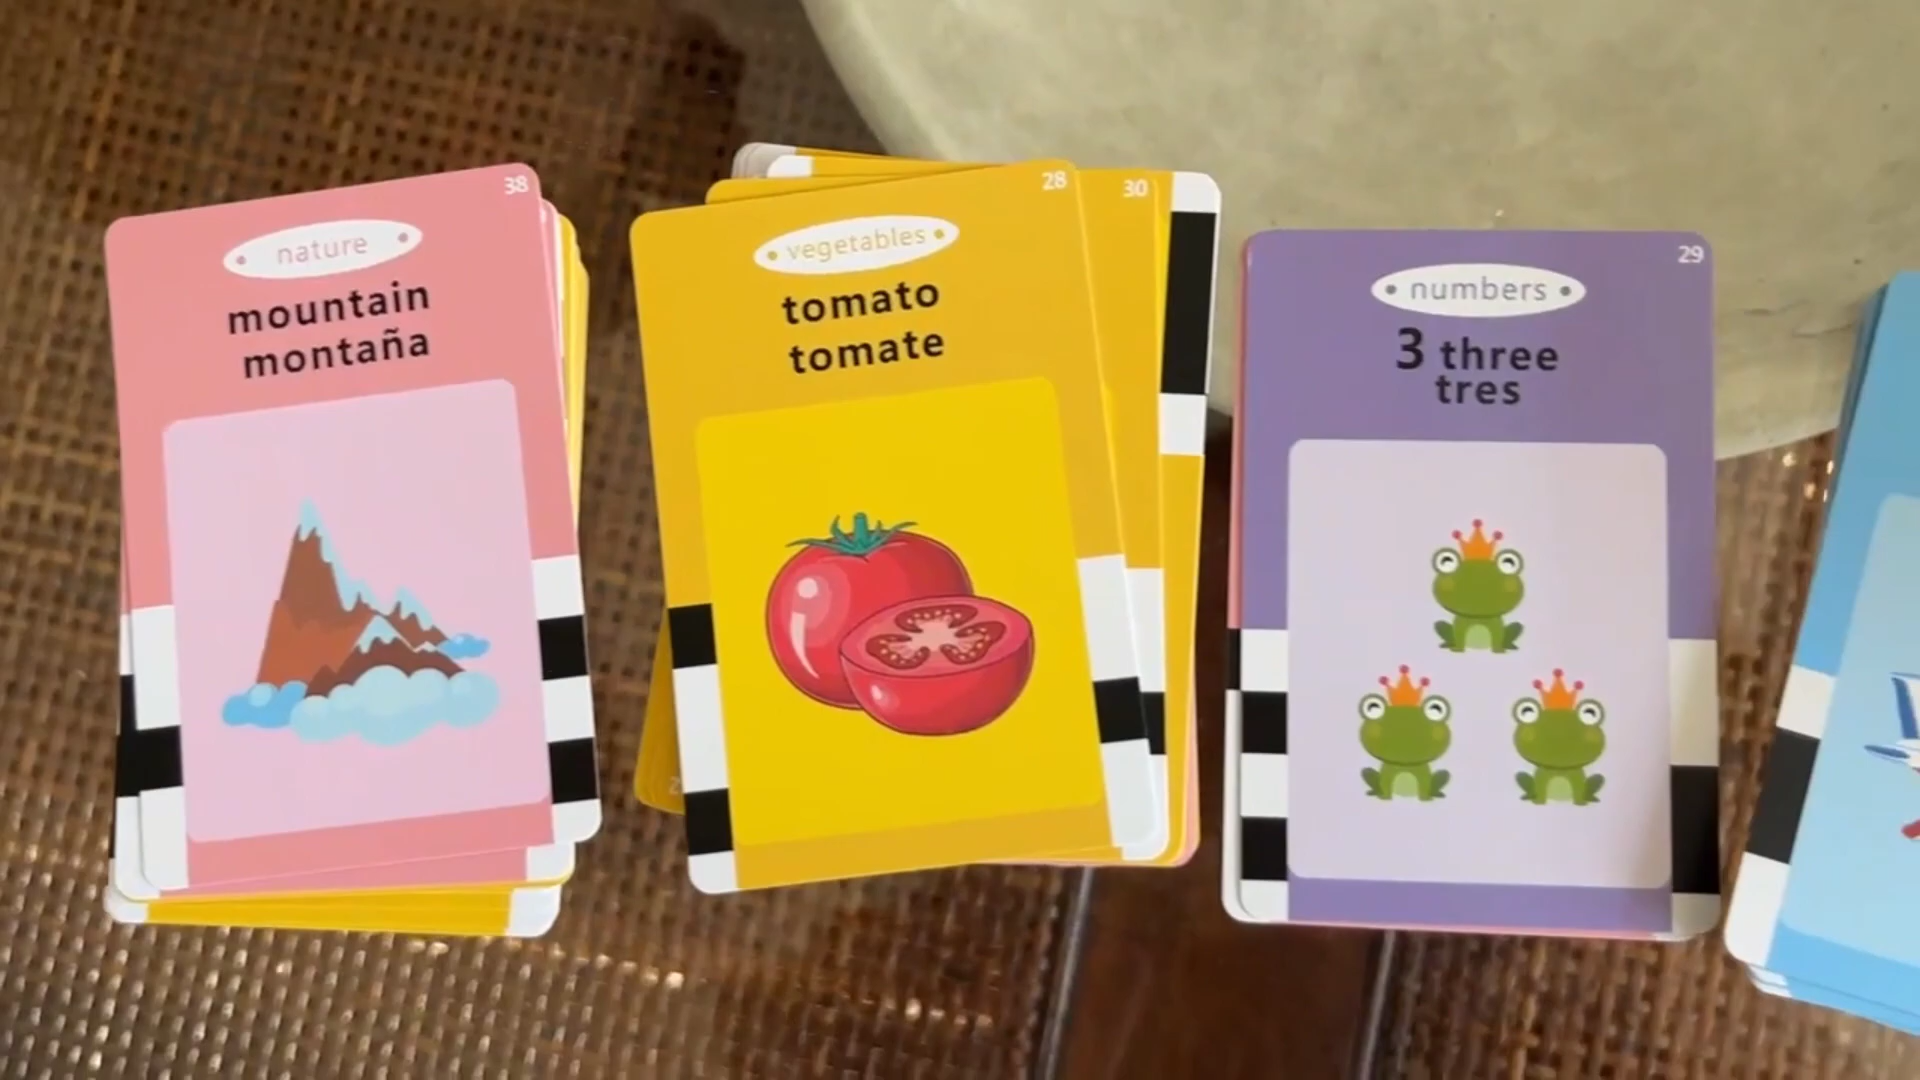 38
nature
mountain
montaña
28
vegetables
tomato
tomate
30
29
numbers
3 three
tres